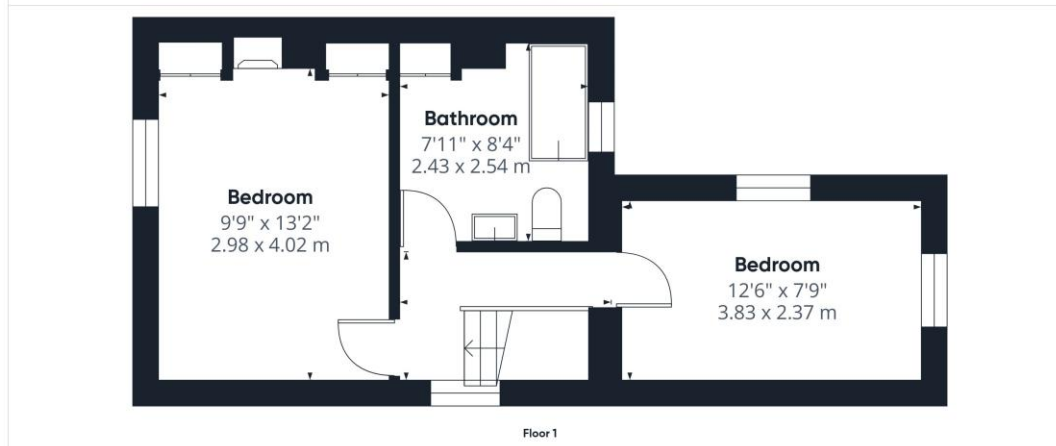 Bathroom
7'11" x 8'4"
2.43 x 2.54 m
Bedroom
9'9" x 13'2"
2.98 x 4.02 m
Bedroom
12'6" x 7'9"
3.83 x 2.37 m
Floor 1